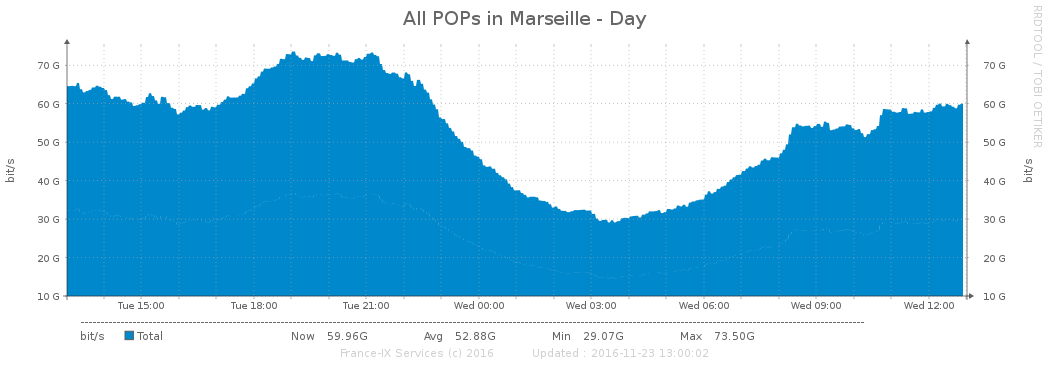 All POPs in Marseille - Day
RRDTOOL / TOBI OETIKER
bit/s
bit/s
70 G 70 G
60 G 60 G
50 G 50 G
40 G 40 G
30 G 30 G
20 G 20 G
10 G 10 G
Tue 15:00 Tue 18:00 Tue 21:00 Wed 00:00 Wed 03:00 Wed 06:00 Wed 09:00 Wed 12:00
bit/s Total Now 59.96G Avg 52.88G Min 29.07G Max 73.50G
France-IX Services (c) 2016 Updated : 2016-11-23 13:00:02